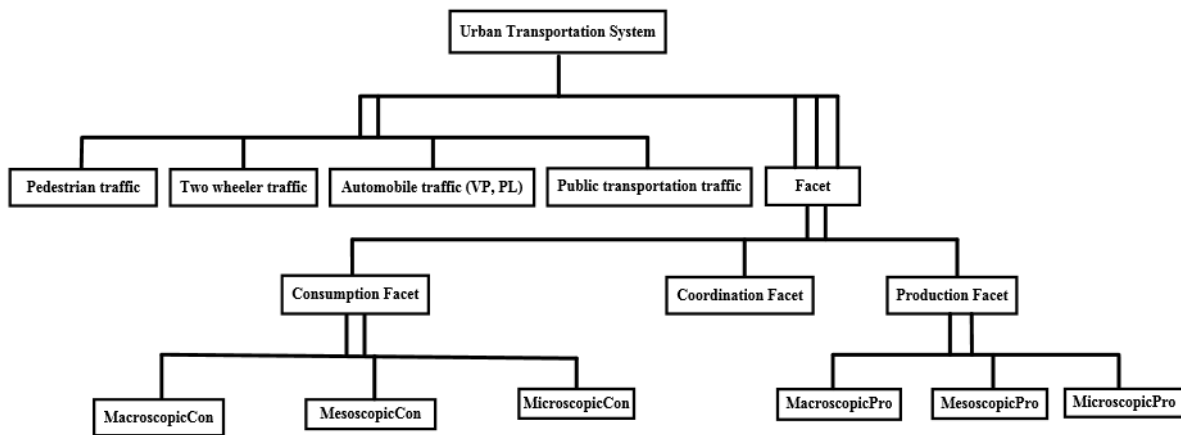 Urban Transportation System
Pedestrian traffic
Two wheeler traffic
Automobile traffic (VP, PL)
Public transportation traffic
Facet
Consumption Facet
Coordination Facet
Production Facet
MacroscopicCon
MesoscopicCon
MicroscopicCon
MacroscopicPro
MesoscopicPro
MicroscopicPro